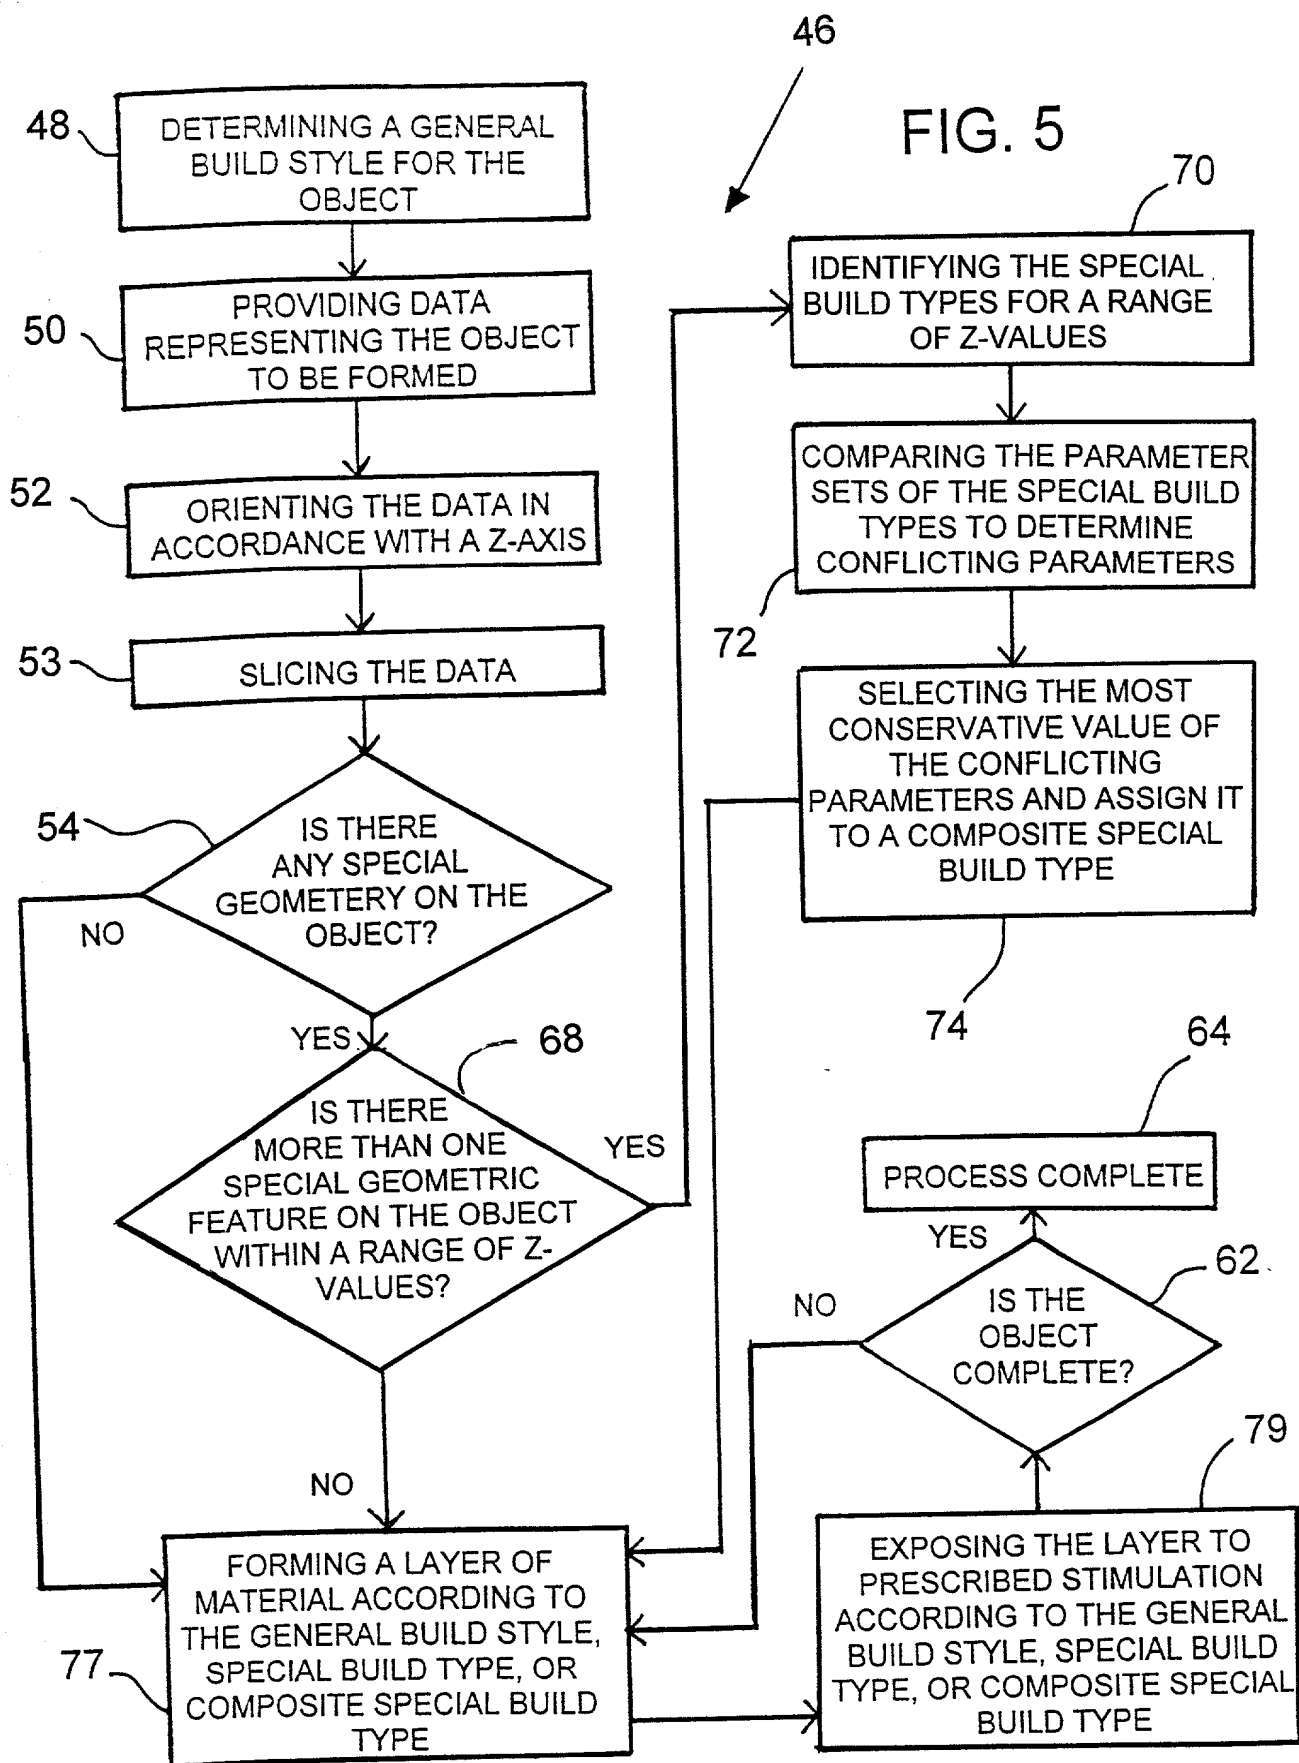 46
FIG. 5
48
DETERMINING A GENERAL
BUILD STYLE FOR THE
OBJECT
50
PROVIDING DATA
REPRESENTING THE OBJECT
TO BE FORMED
52
ORIENTING THE DATA IN
ACCORDANCE WITH A Z-AXIS
53
SLICING THE DATA
54
IS THERE
ANY SPECIAL
GEOMETERY ON THE
OBJECT?
NO
YES
68
IS THERE
MORE THAN ONE
SPECIAL GEOMETRIC
FEATURE ON THE OBJECT
WITHIN A RANGE OF Z-
VALUES?
YES
NO
70
IDENTIFYING THE SPECIAL
BUILD TYPES FOR A RANGE
OF Z-VALUES
COMPARING THE PARAMETER
SETS OF THE SPECIAL BUILD
TYPES TO DETERMINE
CONFLICTING PARAMETERS
72
SELECTING THE MOST
CONSERVATIVE VALUE OF
THE CONFLICTING
PARAMETERS AND ASSIGN IT
TO A COMPOSITE SPECIAL
BUILD TYPE
74
77
FORMING A LAYER OF
MATERIAL ACCORDING TO
THE GENERAL BUILD STYLE,
SPECIAL BUILD TYPE, OR
COMPOSITE SPECIAL BUILD
TYPE
79
EXPOSING THE LAYER TO
PRESCRIBED STIMULATION
ACCORDING TO THE GENERAL
BUILD STYLE, SPECIAL BUILD
TYPE, OR COMPOSITE SPECIAL
BUILD TYPE
62
IS THE
OBJECT
COMPLETE?
NO
YES
64
PROCESS COMPLETE